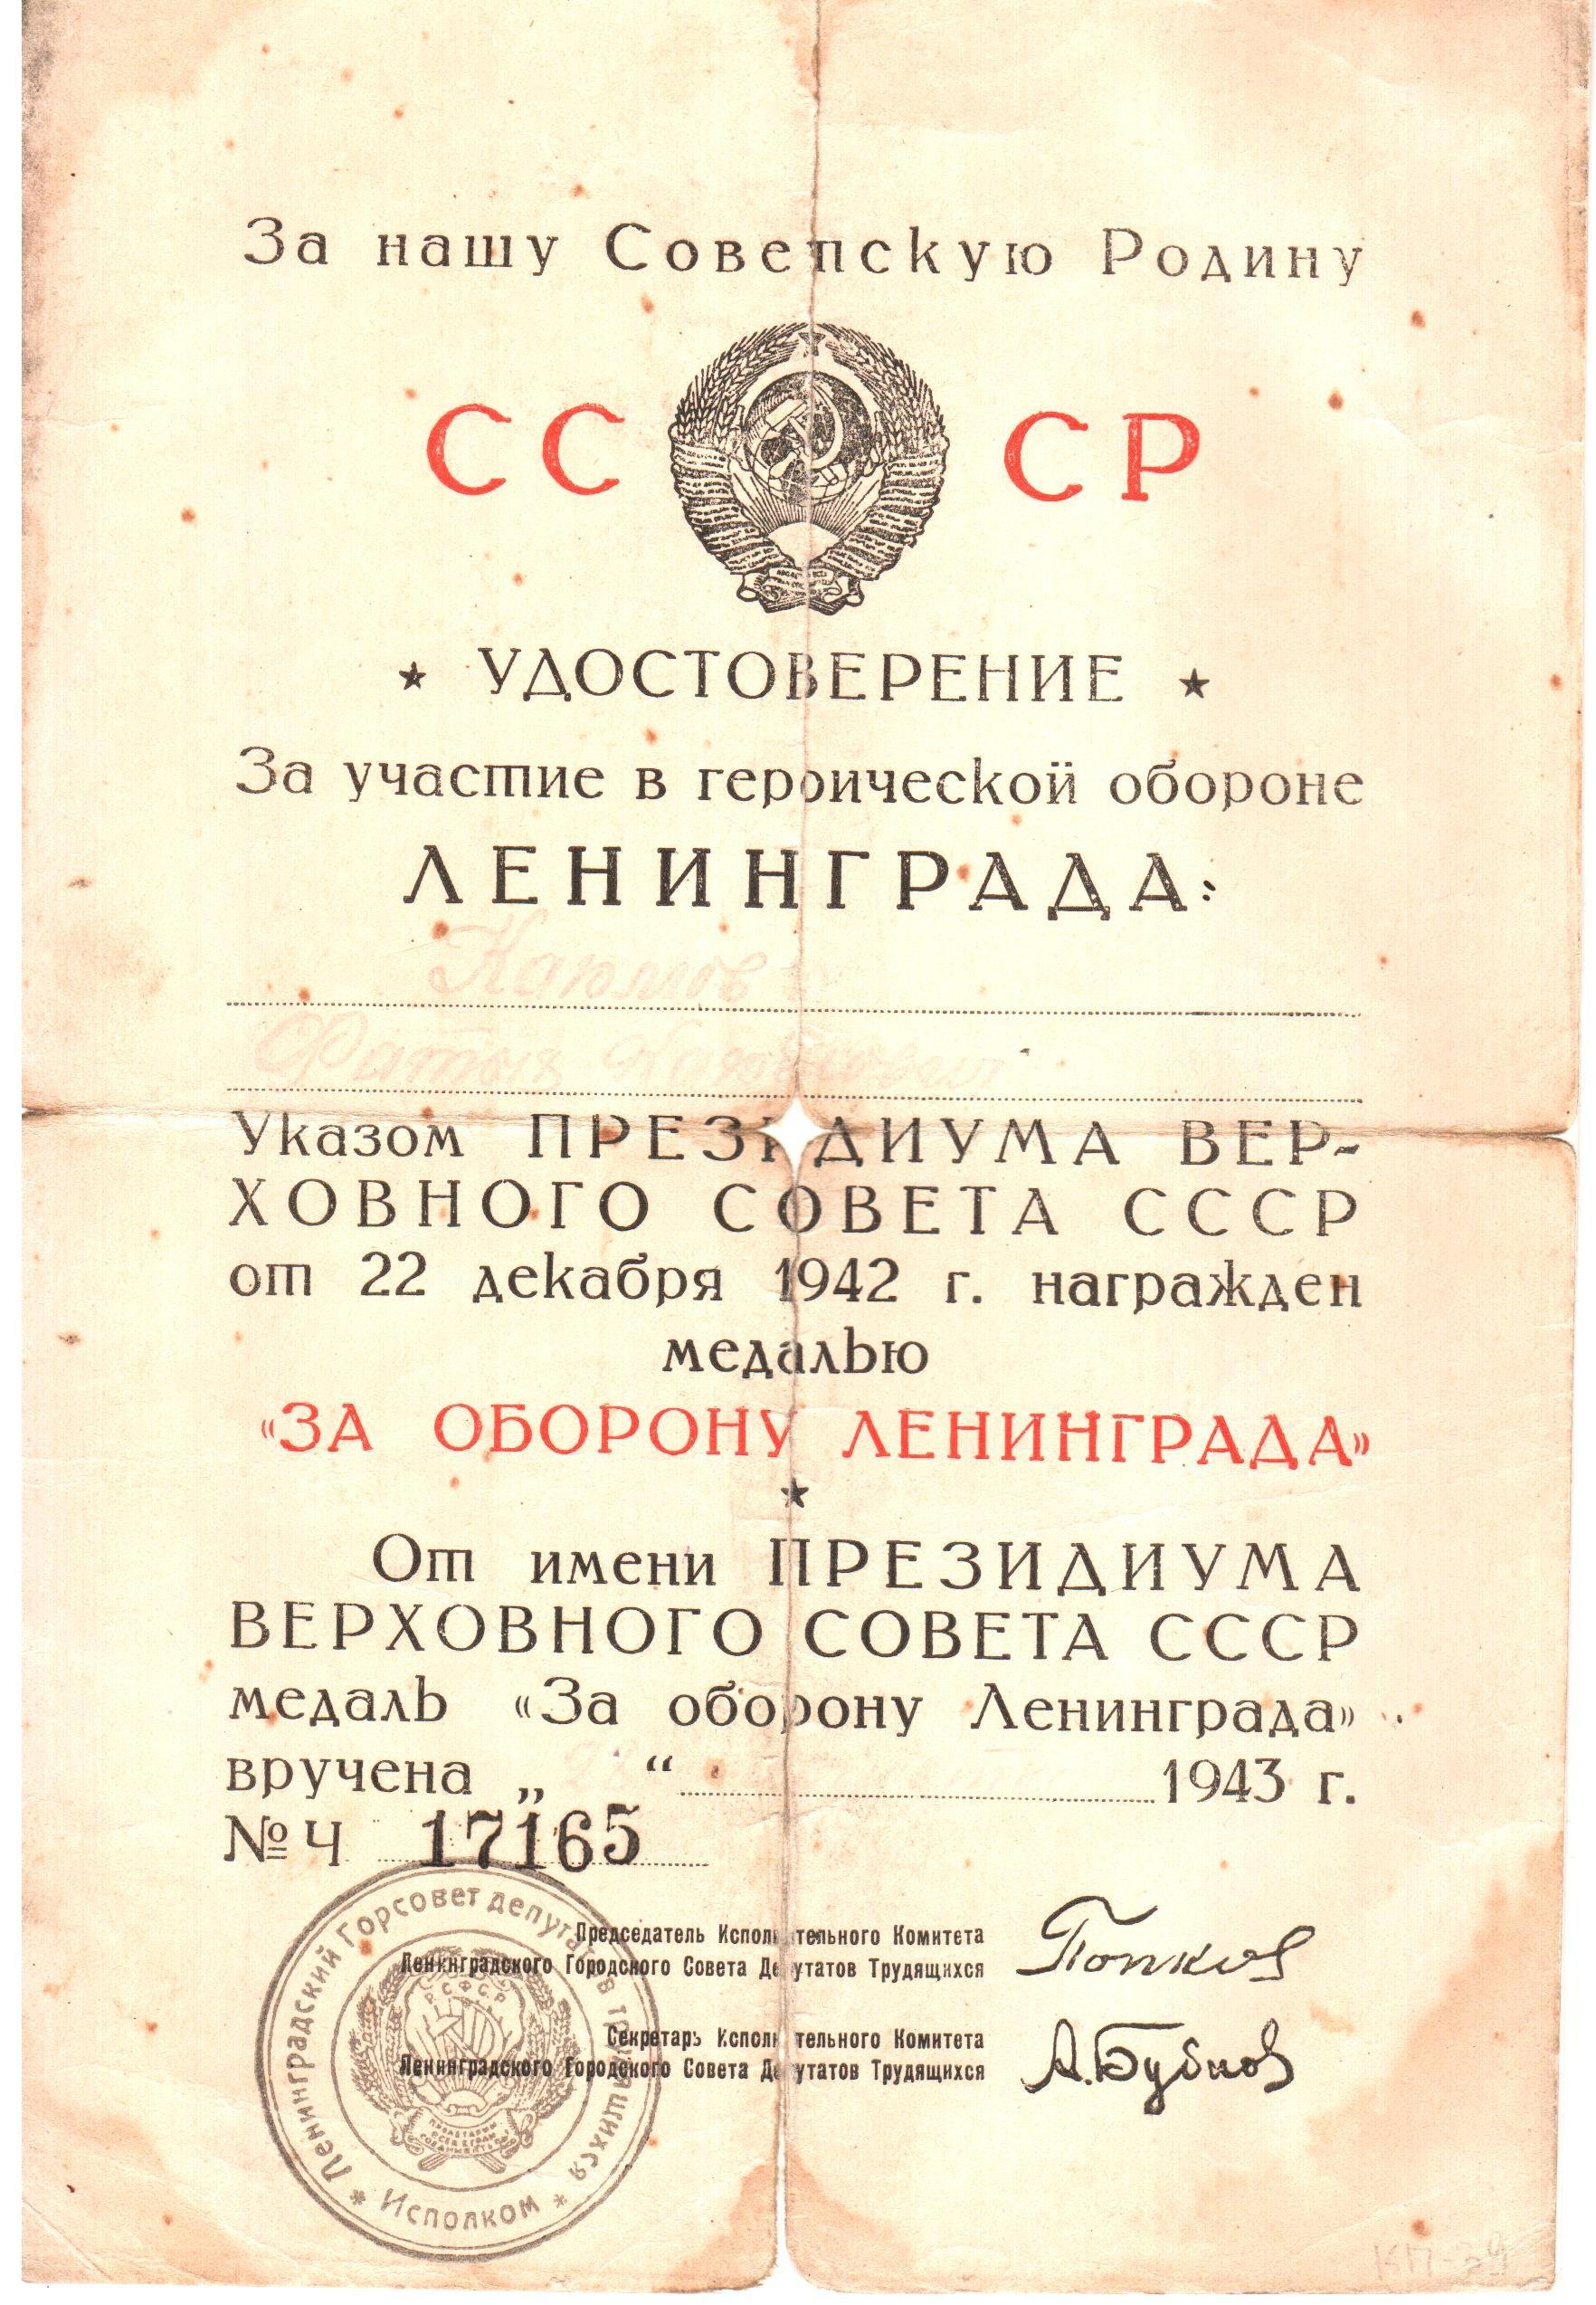 За нашу Советскую Родину
СС СР
УДОСТОВЕРЕНИЕ
За участие в героической обороне
ЛЕНИНГРАДА:
Указом ПРЕЗИДИУМА ВЕР-
ХОВНОГО СОВЕТА СССР
от 22 декабря 1942 г. награжден
медалью
«ЗА ОБОРОНУ ЛЕНИНГРАДА»
От имени ПРЕЗИДИУМА
ВЕРХОВНОГО СОВЕТА СССР
медаль «За оборону Ленинграда»
вручена „ “ 1943 г.
№ Ч 17165
Председатель Исполнительного Комитета
Ленинградского Городского Совета Депутатов Трудящихся
Попков
Секретарь Исполнительного Комитета
Ленинградского Городского Совета Депутатов Трудящихся
А.Бубнов
Ленинградский Горсовет депутатов трудящихся
* Исполком *
РСФСР